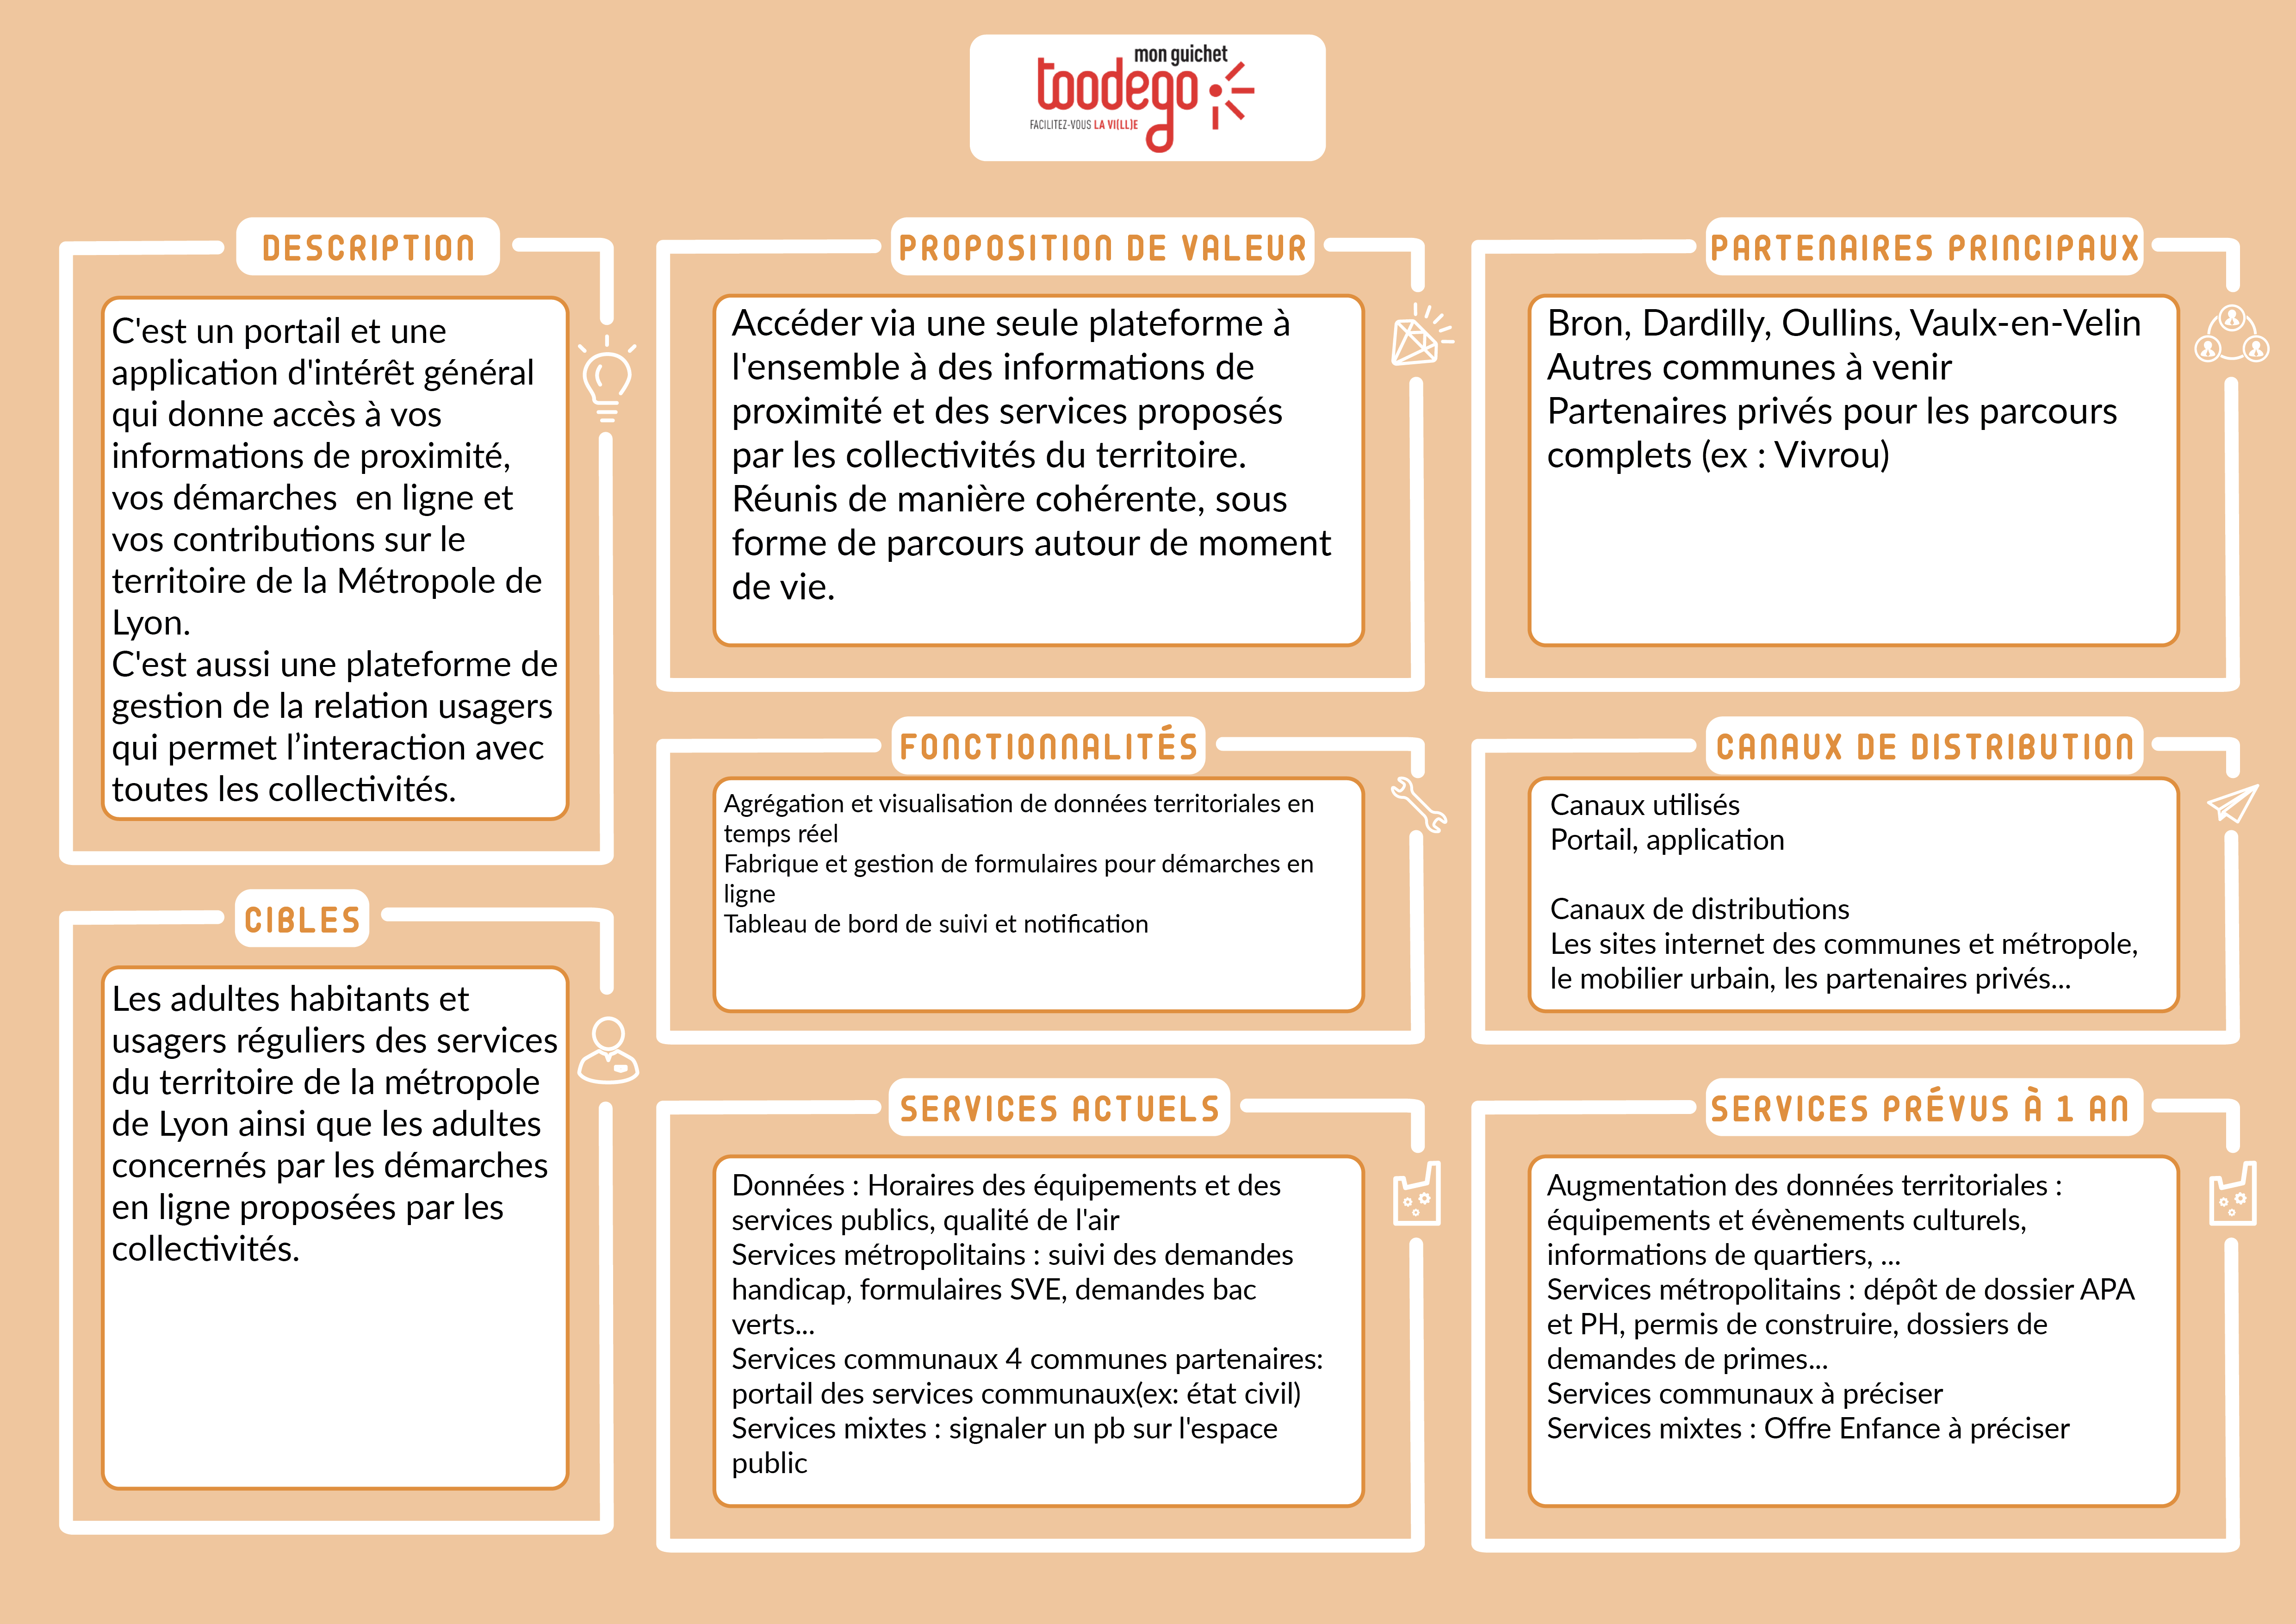 mon guichet
toodego
FACILITEZ-VOUS LA VI(LL)E
DESCRIPTION
C'est un portail et une
application d'intérêt général
qui donne accès à vos
informations de proximité,
vos démarches  en ligne et
vos contributions sur le
territoire de la Métropole de
Lyon.
C'est aussi une plateforme de
gestion de la relation usagers
qui permet l’interaction avec
toutes les collectivités.
CIBLES
Les adultes habitants et
usagers réguliers des services
du territoire de la métropole
de Lyon ainsi que les adultes
concernés par les démarches
en ligne proposées par les
collectivités.
PROPOSITION DE VALEUR
Accéder via une seule plateforme à
l'ensemble à des informations de
proximité et des services proposés
par les collectivités du territoire.
Réunis de manière cohérente, sous
forme de parcours autour de moment
de vie.
FONCTIONNALITÉS
Agrégation et visualisation de données territoriales en
temps réel
Fabrique et gestion de formulaires pour démarches en
ligne
Tableau de bord de suivi et notification
SERVICES ACTUELS
Données : Horaires des équipements et des
services publics, qualité de l'air
Services métropolitains : suivi des demandes
handicap, formulaires SVE, demandes bac
verts...
Services communaux 4 communes partenaires:
portail des services communaux(ex: état civil)
Services mixtes : signaler un pb sur l'espace
public
PARTENAIRES PRINCIPAUX
Bron, Dardilly, Oullins, Vaulx-en-Velin
Autres communes à venir
Partenaires privés pour les parcours
complets (ex : Vivrou)
CANAUX DE DISTRIBUTION
Canaux utilisés
Portail, application
Canaux de distributions
Les sites internet des communes et métropole,
le mobilier urbain, les partenaires privés...
SERVICES PRÉVUS À 1 AN
Augmentation des données territoriales :
équipements et évènements culturels,
informations de quartiers, ...
Services métropolitains : dépôt de dossier APA
et PH, permis de construire, dossiers de
demandes de primes...
Services communaux à préciser
Services mixtes : Offre Enfance à préciser